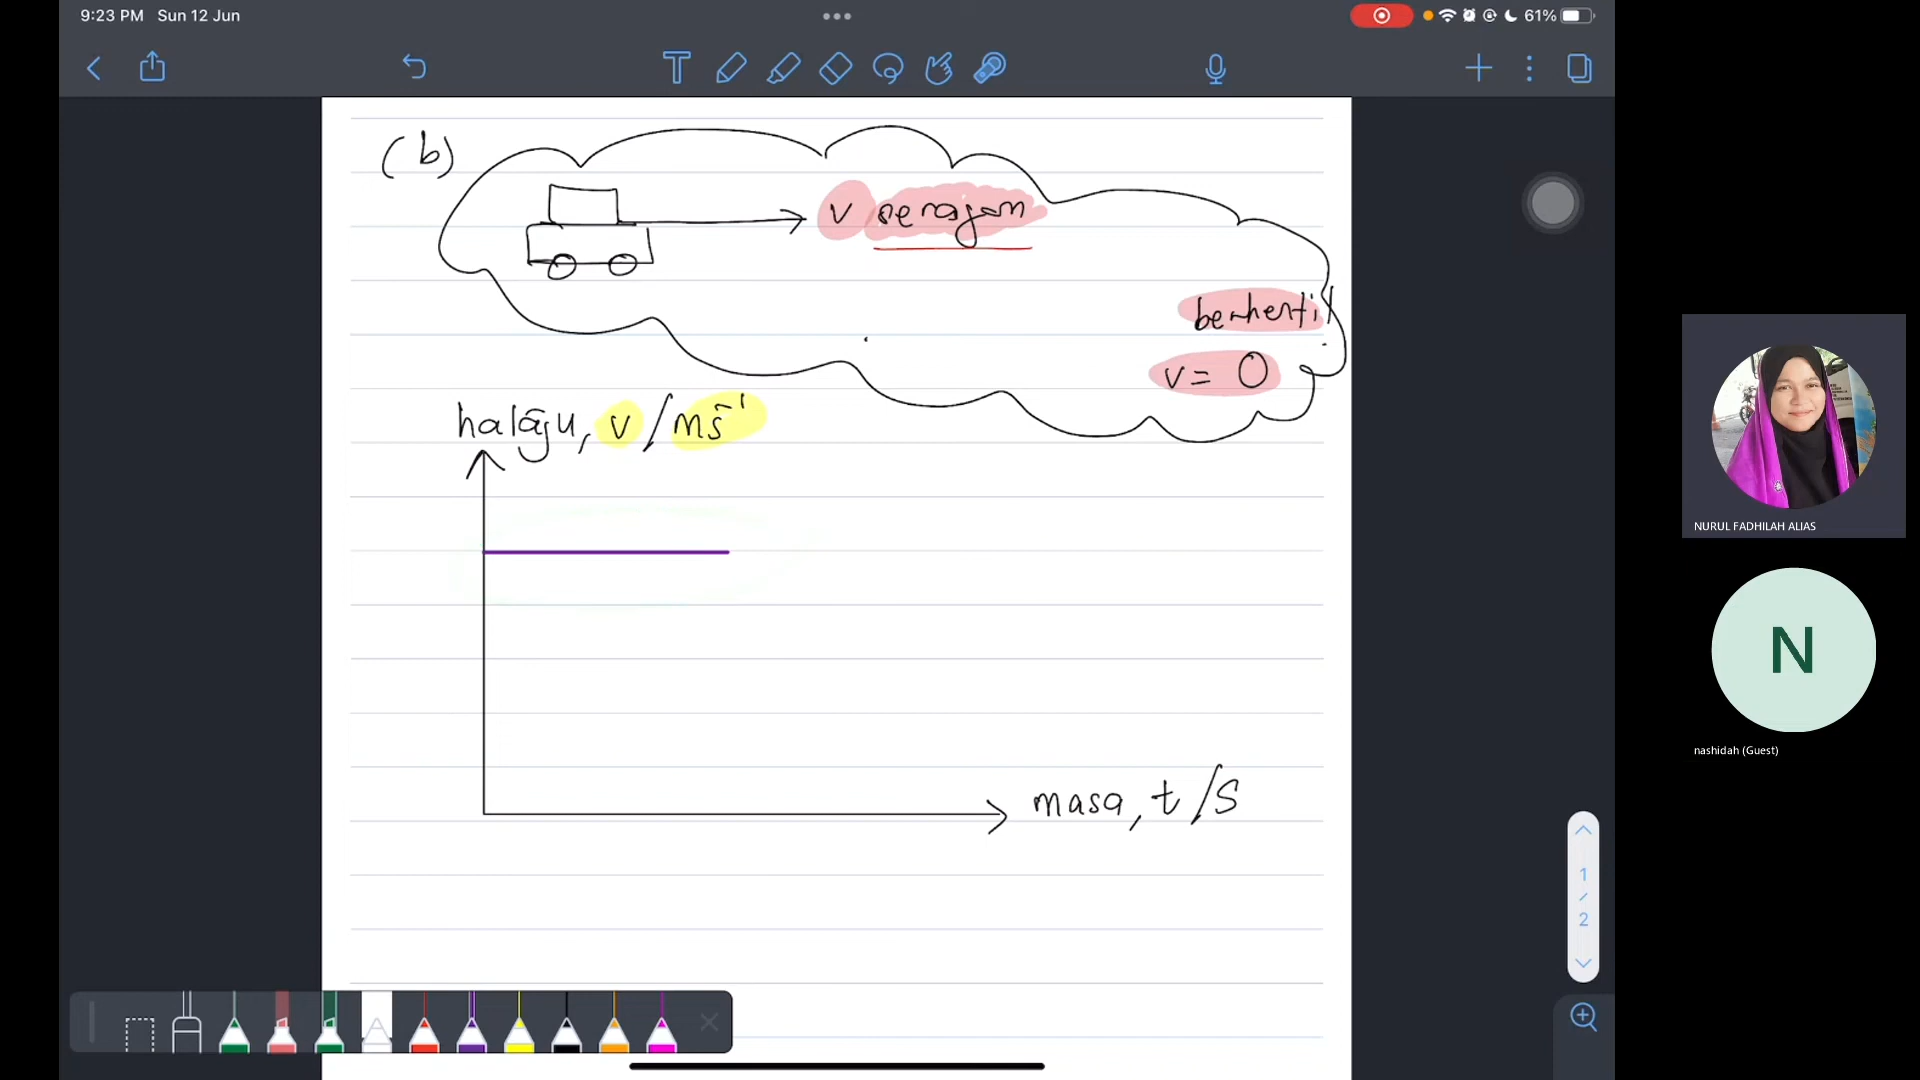 9:23 PM Sun 12 Jun
61%
(b)
v seragam
berhenti
v = 0
halaju, v/ms⁻¹
masa, t/s
NURUL FADHILAH ALIAS
N
nashidah (Guest)
1
/
2